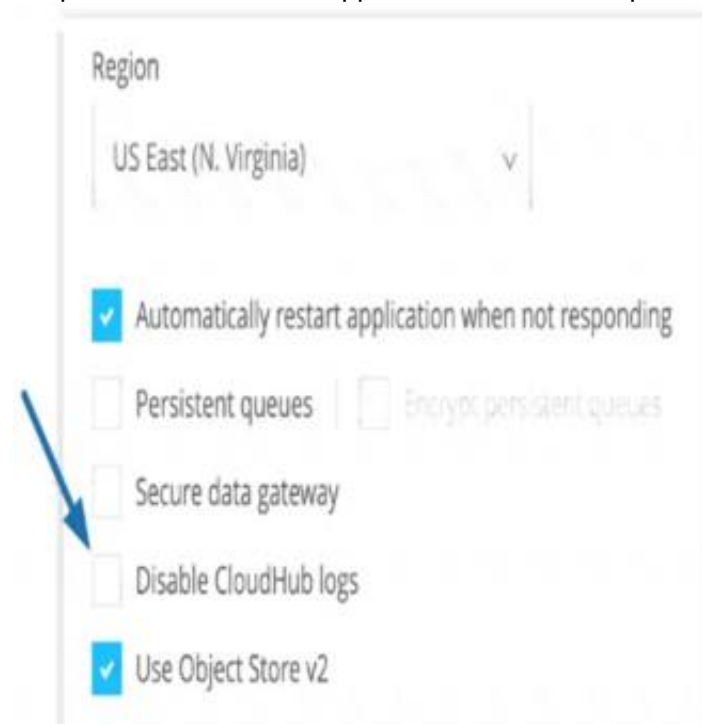 Region
US East (N. Virginia)
Automatically restart application when not responding
Persistent queues Encrypt persistent queues
Secure data gateway
Disable CloudHub logs
Use Object Store v2